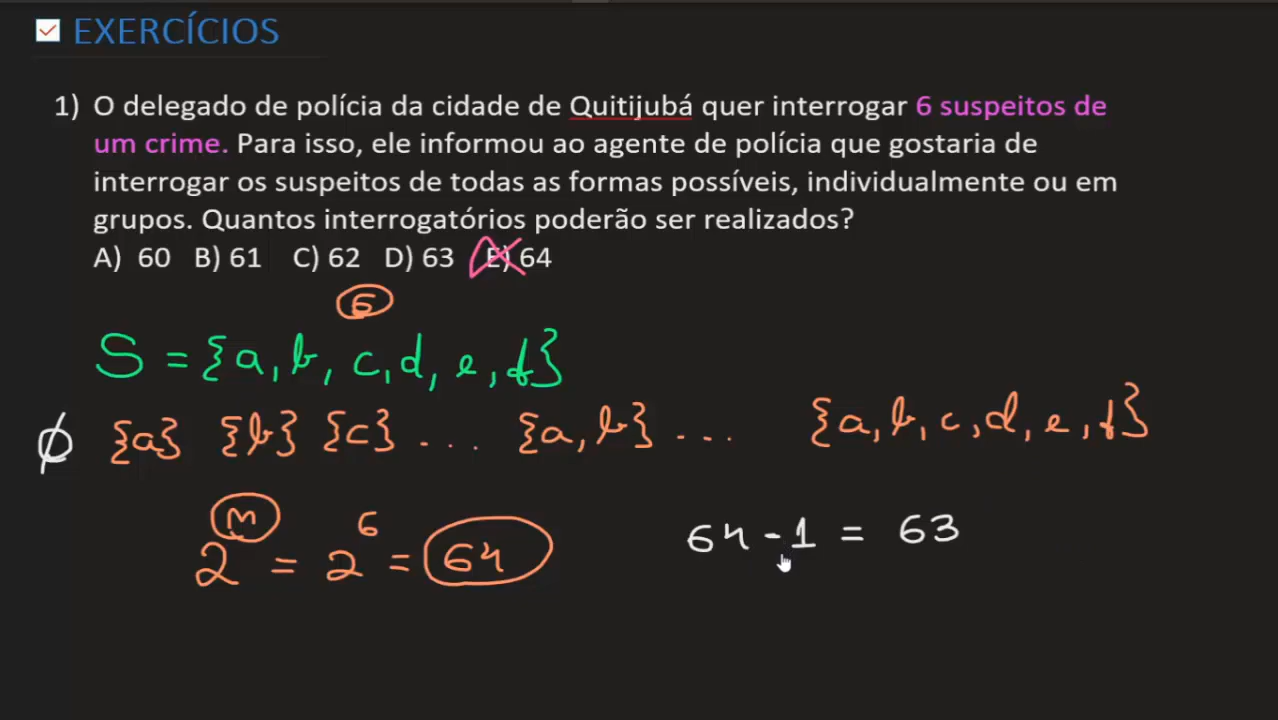 EXERCÍCIOS
1) O delegado de polícia da cidade de Quitijubá quer interrogar 6 suspeitos de
um crime. Para isso, ele informou ao agente de polícia que gostaria de
interrogar os suspeitos de todas as formas possíveis, individualmente ou em
grupos. Quantos interrogatórios poderão ser realizados?
A) 60 B) 61 C) 62 D) 63 E) 64
6
S = {a, b, c, d, e, f}
∅ {a} {b} {c} ... {a, b} ... {a, b, c, d, e, f}
2^m = 2^6 = 64 64 - 1 = 63